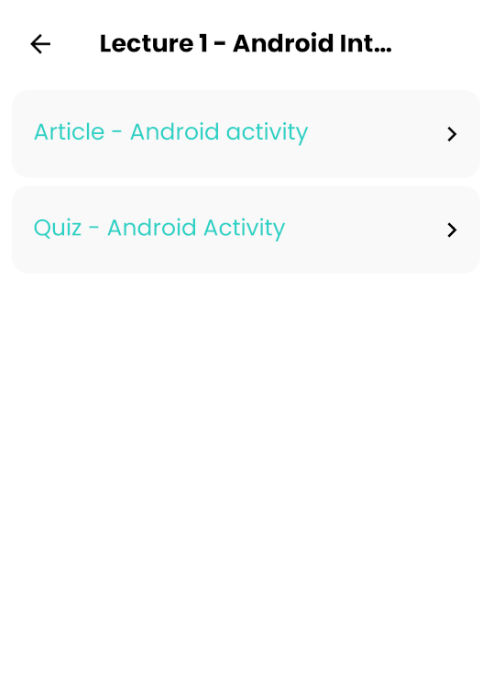 Lecture 1 - Android Int...
Article - Android activity
Quiz - Android Activity